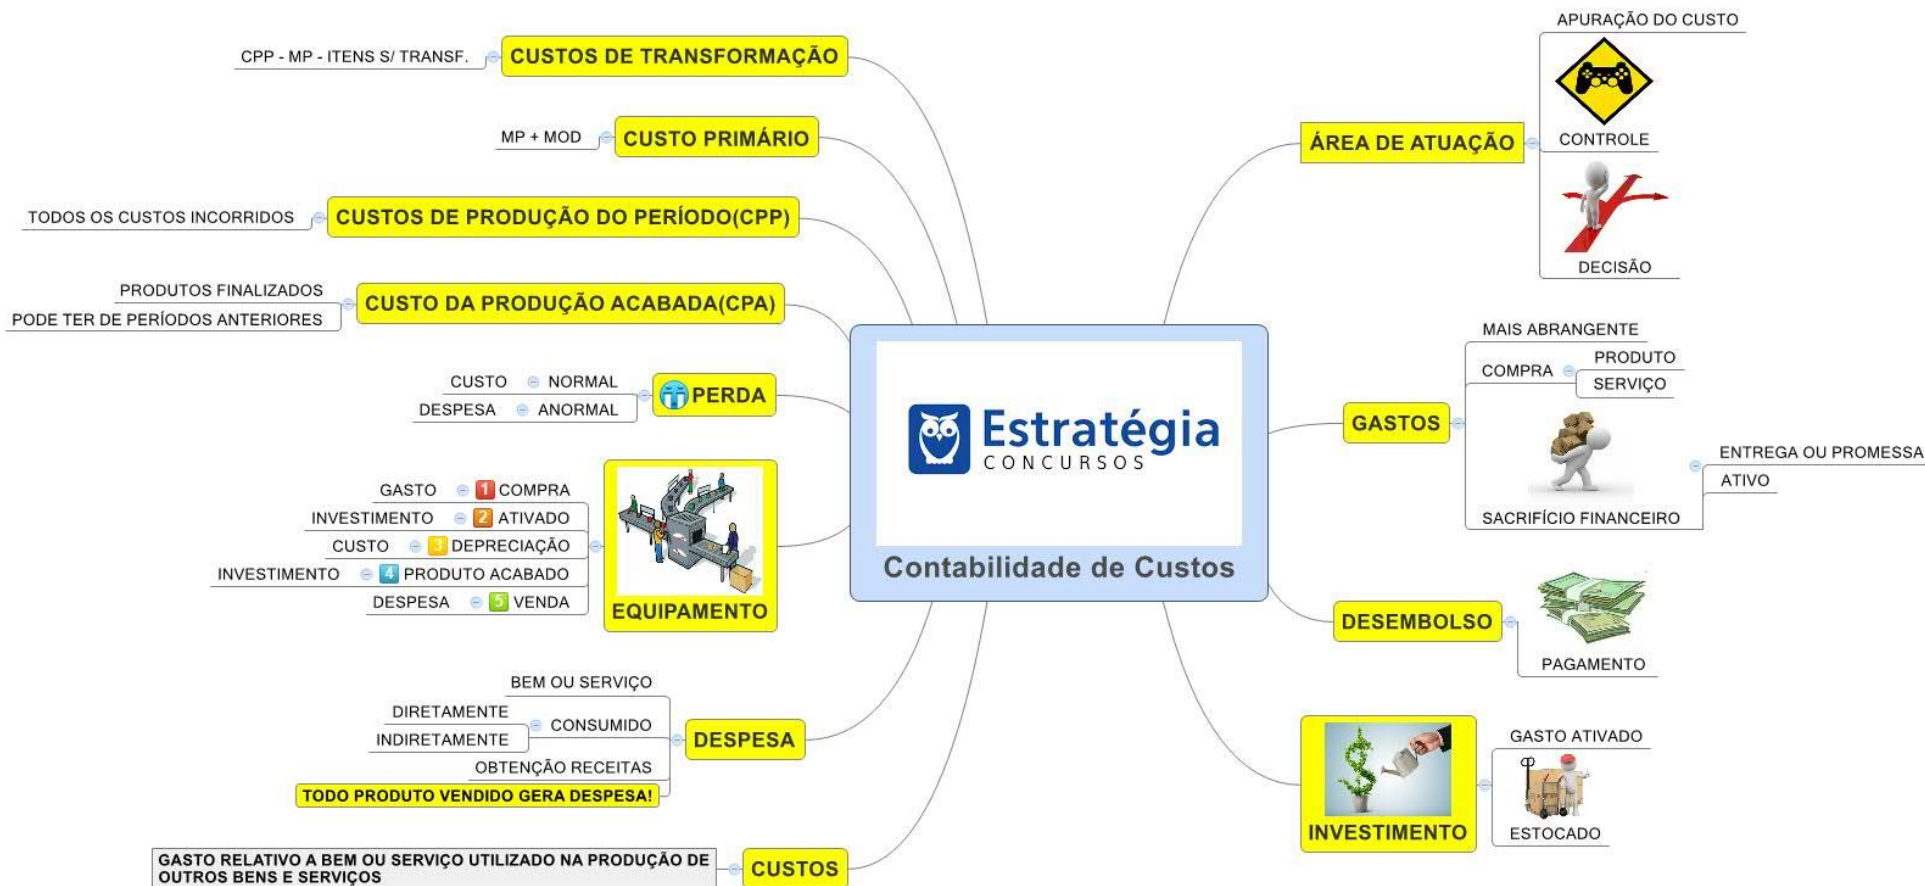 CUSTOS DE TRANSFORMAÇÃO
CPP - MP - ITENS S/ TRANSF.
CUSTO PRIMÁRIO
MP + MOD
CUSTOS DE PRODUÇÃO DO PERÍODO(CPP)
TODOS OS CUSTOS INCORRIDOS
CUSTO DA PRODUÇÃO ACABADA(CPA)
PRODUTOS FINALIZADOS
PODE TER DE PERÍODOS ANTERIORES
PERDA
CUSTO NORMAL
DESPESA ANORMAL
EQUIPAMENTO
GASTO 1 COMPRA
INVESTIMENTO 2 ATIVADO
CUSTO 3 DEPRECIAÇÃO
INVESTIMENTO 4 PRODUTO ACABADO
DESPESA 5 VENDA
DESPESA
BEM OU SERVIÇO
CONSUMIDO
DIRETAMENTE
INDIRETAMENTE
OBTENÇÃO RECEITAS
TODO PRODUTO VENDIDO GERA DESPESA!
CUSTOS
GASTO RELATIVO A BEM OU SERVIÇO UTILIZADO NA PRODUÇÃO DE
OUTROS BENS E SERVIÇOS
Estratégia
CONCURSOS
Contabilidade de Custos
ÁREA DE ATUAÇÃO
APURAÇÃO DO CUSTO
CONTROLE
DECISÃO
GASTOS
MAIS ABRANGENTE
COMPRA
PRODUTO
SERVIÇO
SACRIFÍCIO FINANCEIRO
ENTREGA OU PROMESSA
ATIVO
DESEMBOLSO
PAGAMENTO
INVESTIMENTO
GASTO ATIVADO
ESTOCADO